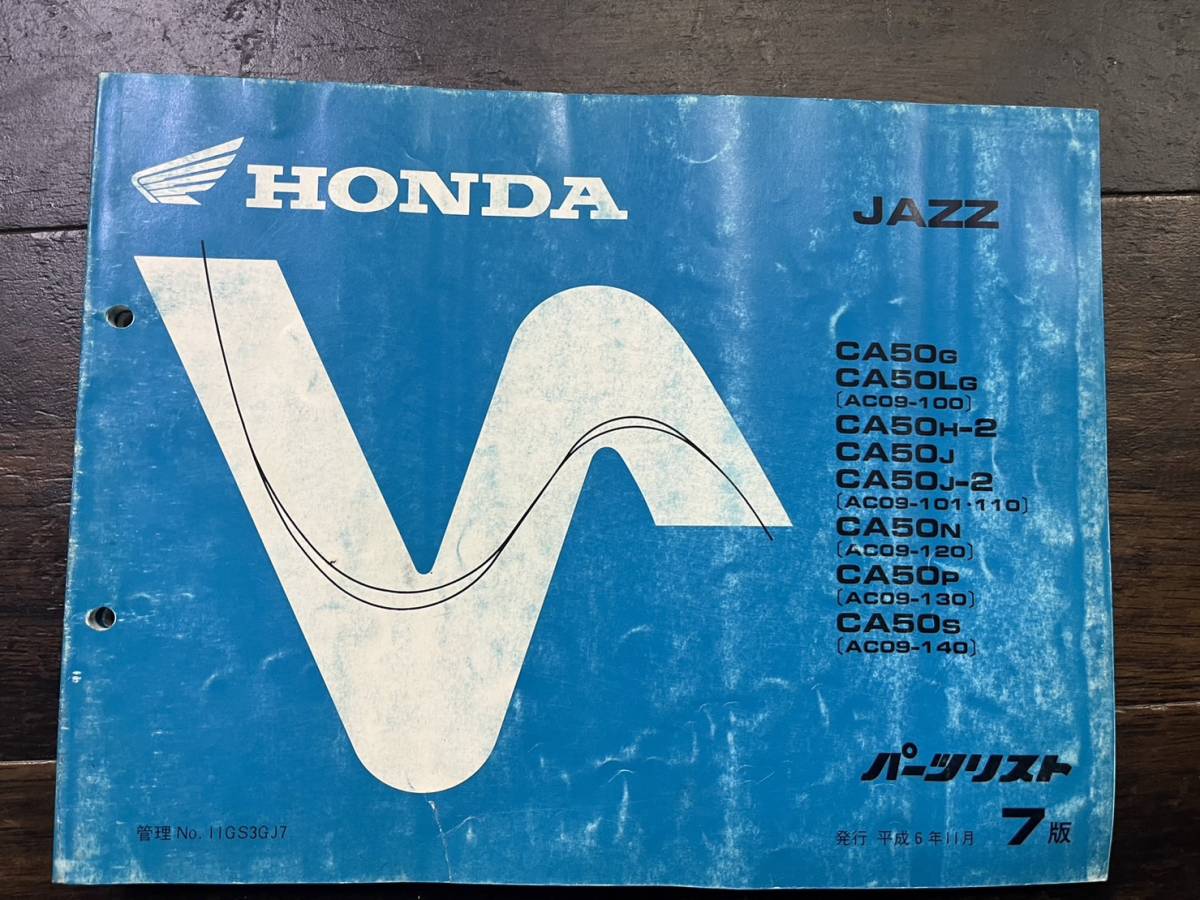 HONDA
JAZZ
CA50G
CA50LG
〔AC09-100〕
CA50H-2
CA50J
CA50J-2
〔AC09-101・110〕
CA50N
〔AC09-120〕
CA50P
〔AC09-130〕
CA50S
〔AC09-140〕
パーツリスト
管理 No. 11GS3GJ7
発行 平成6年11月 7版